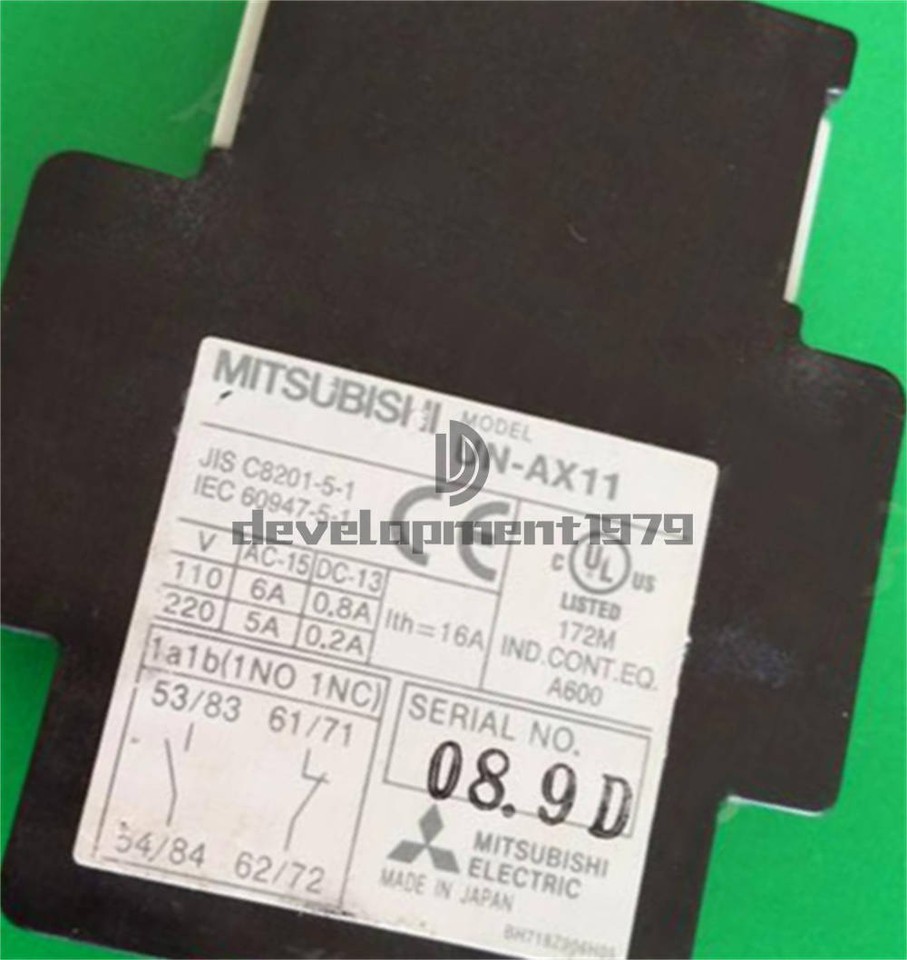 MITSUBISHI MODEL UN-AX11
JIS C8201-5-1
IEC 60947-5-1
CE
development1979
V AC-15 DC-13
110 6A 0.8A
220 5A 0.2A
Ith=16A
C UL US
LISTED
172M
IND.CONT.EQ.
A600
1a1b(1NO 1NC)
53/83 61/71
54/84 62/72
SERIAL NO.
08.9D
MITSUBISHI
ELECTRIC
MADE IN JAPAN